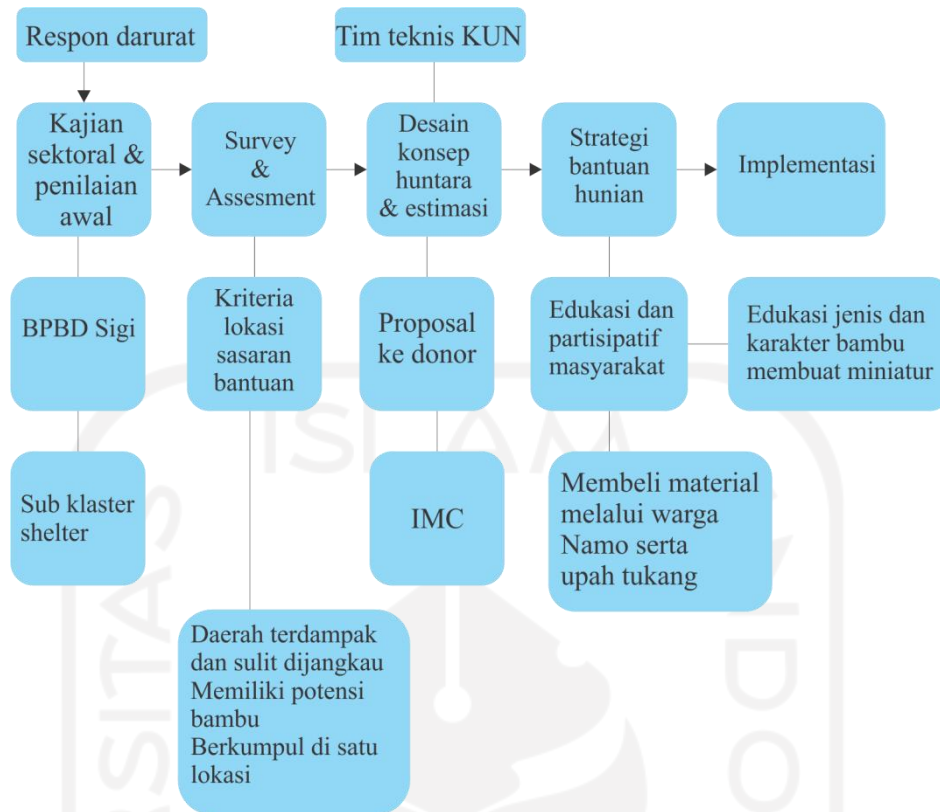 Respon darurat
Tim teknis KUN
Kajian
sektoral &
penilaian
awal
Survey
&
Assesment
Desain
konsep
huntara
& estimasi
Strategi
bantuan
hunian
Implementasi
BPBD Sigi
Kriteria
lokasi
sasaran
bantuan
Proposal
ke donor
Edukasi dan
partisipatif
masyarakat
Edukasi jenis dan
karakter bambu
membuat miniatur
Sub klaster
shelter
IMC
Membeli material
melalui warga
Namo serta
upah tukang
Daerah terdampak
dan sulit dijangkau
Memiliki potensi
bambu
Berkumpul di satu
lokasi
ISLAM